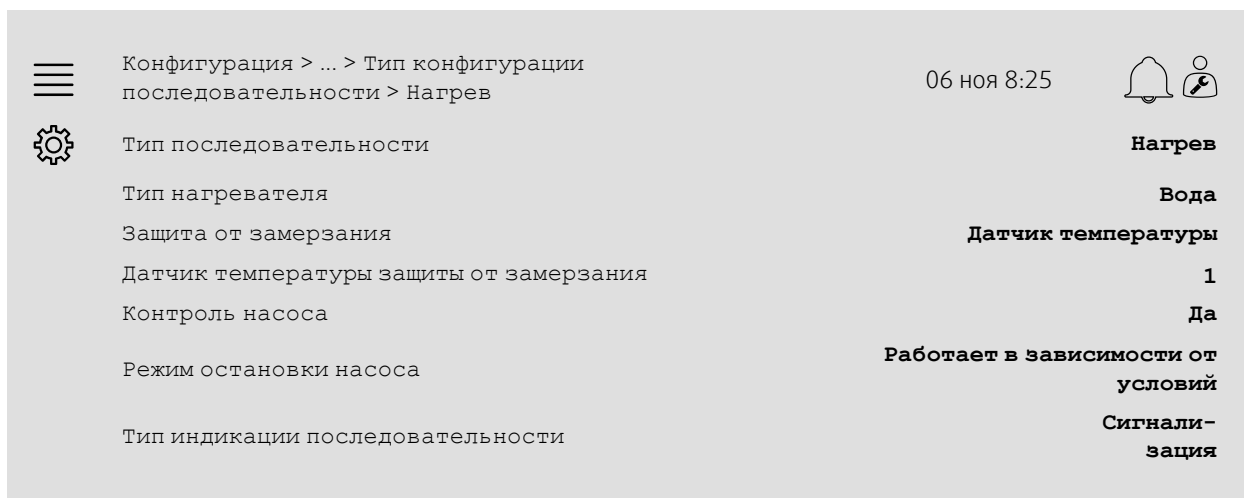 Конфигурация > ... > Тип конфигурации
последовательности > Нагрев
06 ноя 8:25
Тип последовательности
Нагрев
Тип нагревателя
Вода
Защита от замерзания
Датчик температуры
Датчик температуры защиты от замерзания
1
Контроль насоса
Да
Режим остановки насоса
Работает в зависимости от
условий
Тип индикации последовательности
Сигнали-
зация